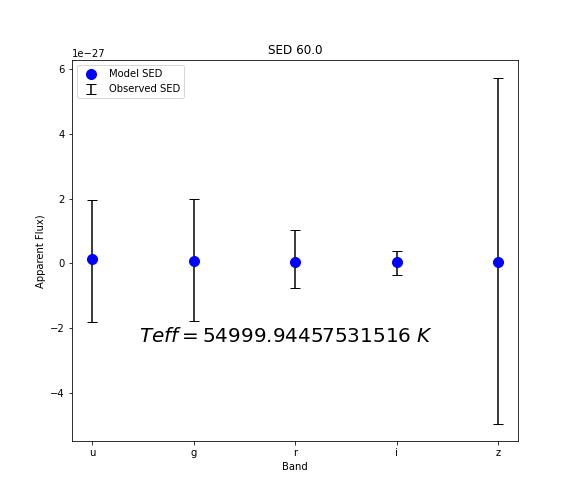 SED 60.0
1e−27
Model SED
Observed SED
6
4
2
0
−2
−4
Apparent Flux)
Teff = 54999.94457531516 K
u g r i z
Band